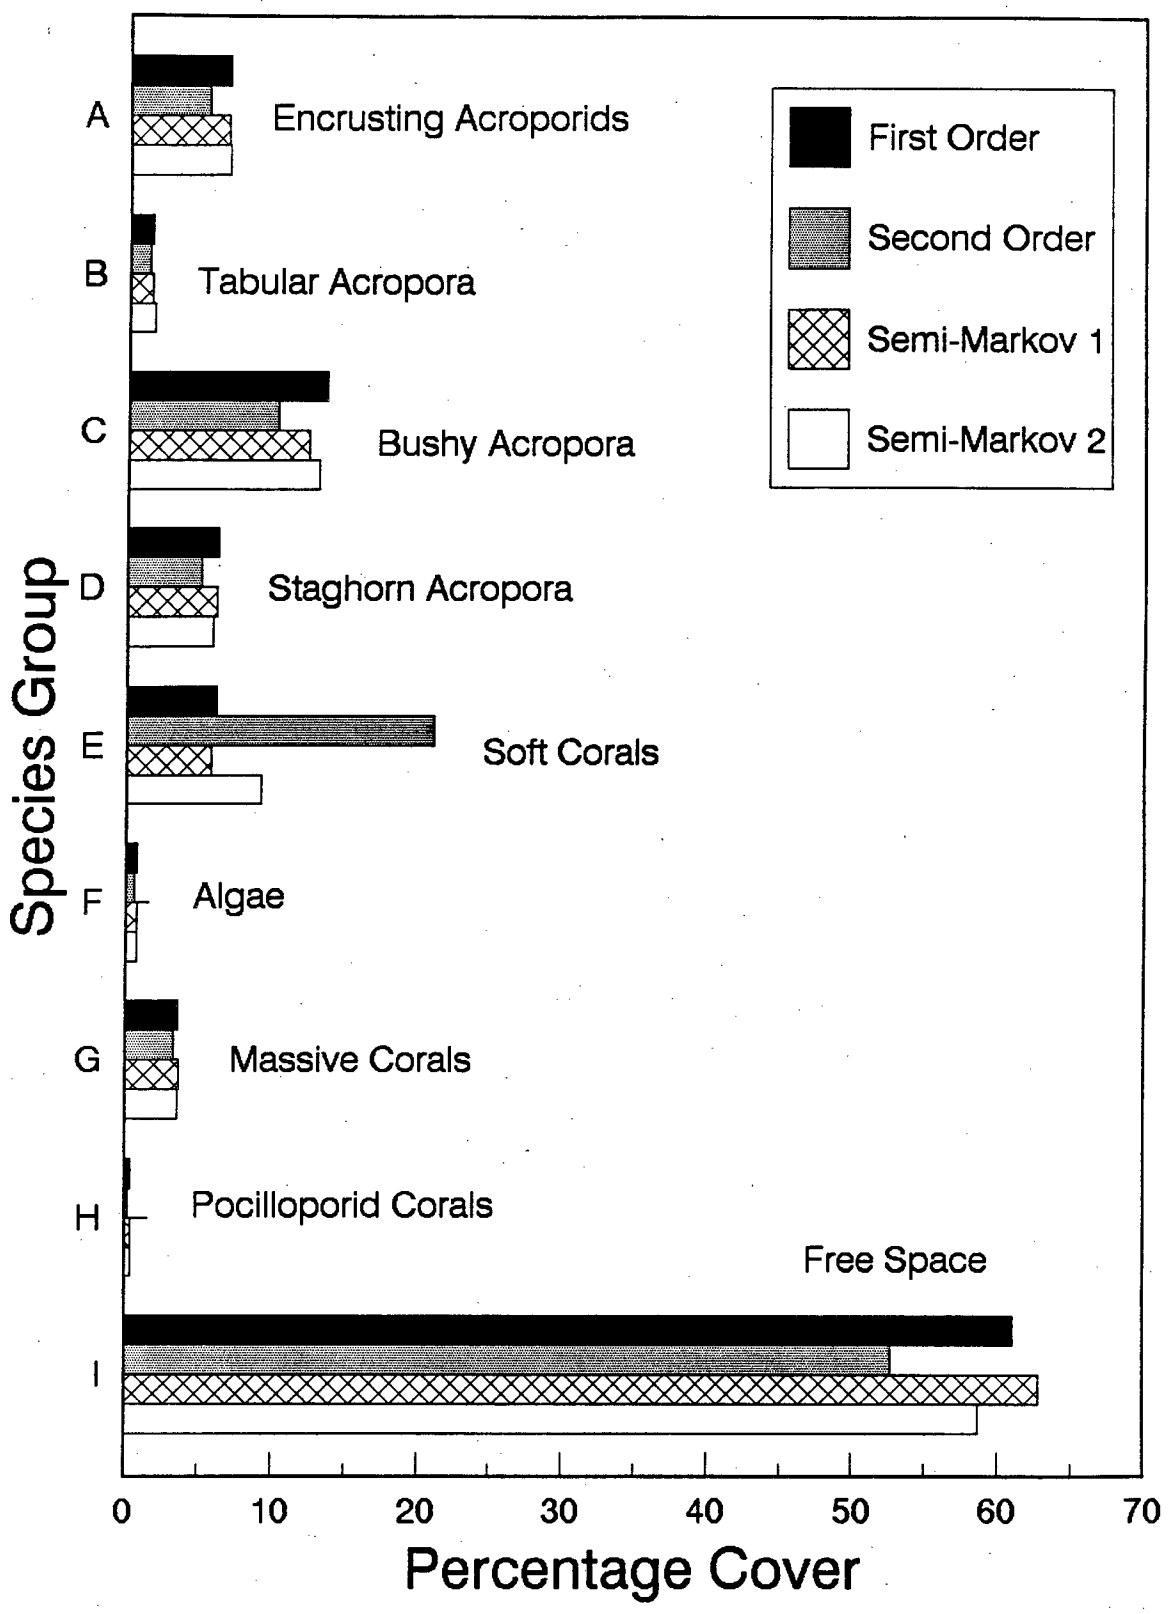 A
Encrusting Acroporids
B
Tabular Acropora
C
Bushy Acropora
D
Staghorn Acropora
E
Soft Corals
F
Algae
G
Massive Corals
H
Pocilloporid Corals
I
Free Space
First Order
Second Order
Semi-Markov 1
Semi-Markov 2
Species Group
0 10 20 30 40 50 60 70
Percentage Cover